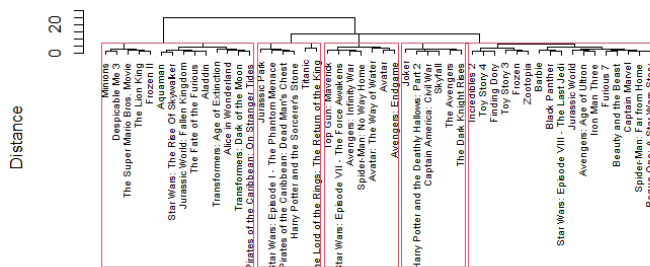 20
0
Distance
Minions
Despicable Me 3
The Super Mario Bros. Movie
The Lion King
Frozen II
Aquaman
Star Wars: The Rise Of Skywalker
Jurassic World: Fallen Kingdom
The Fate of the Furious
Aladdin
Transformers: Age of Extinction
Alice in Wonderland
Transformers: Dark of the Moon
Pirates of the Caribbean: On Stranger Tides
Jurassic Park
Star Wars: Episode I - The Phantom Menace
Pirates of the Caribbean: Dead Man's Chest
Harry Potter and the Sorcerer's Stone
Titanic
The Lord of the Rings: The Return of the King
Top Gun: Maverick
Star Wars: Episode VII - The Force Awakens
Avengers: Infinity War
Spider-Man: No Way Home
Avatar: The Way of Water
Avatar
Avengers: Endgame
Joker
Harry Potter and the Deathly Hallows: Part 2
Captain America: Civil War
Skyfall
The Avengers
The Dark Knight Rises
Incredibles 2
Toy Story 4
Finding Dory
Toy Story 3
Frozen
Zootopia
Barbie
Black Panther
Star Wars: Episode VIII - The Last Jedi
Jurassic World
Avengers: Age of Ultron
Iron Man Three
Furious 7
Beauty and the Beast
Captain Marvel
Spider-Man: Far from Home
Rogue One: A Star Wars Story